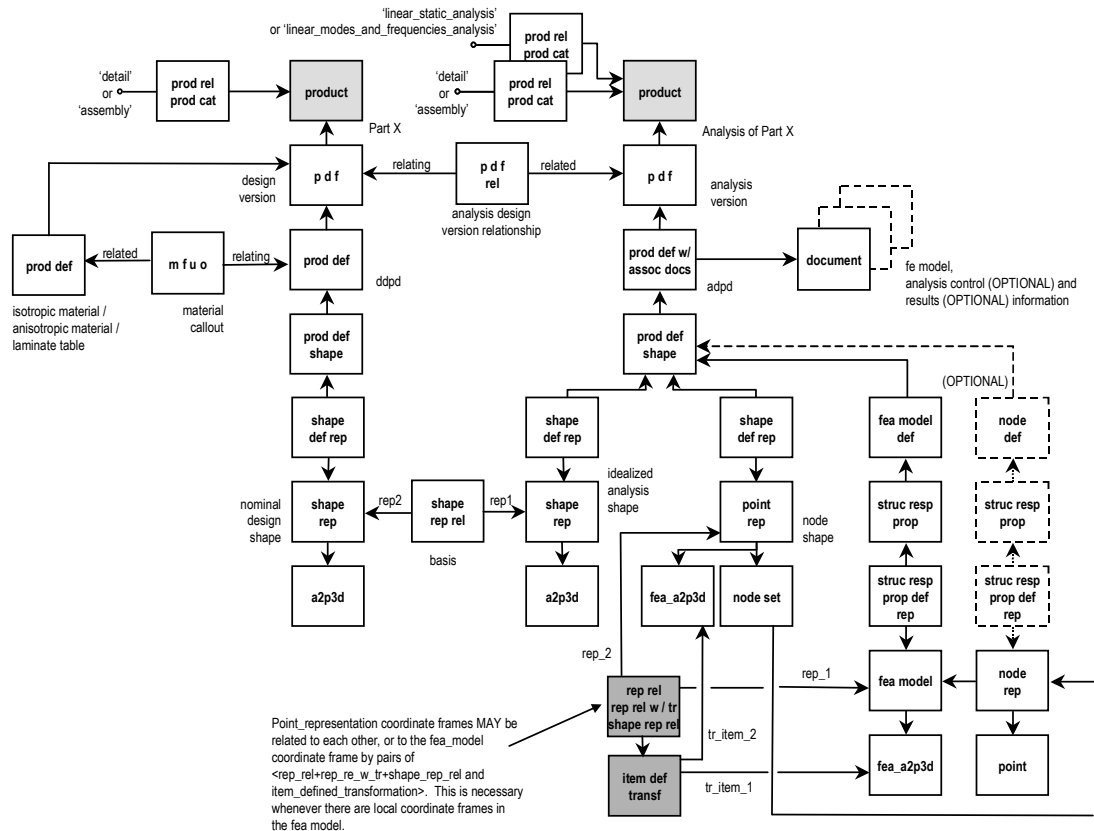 'linear_static_analysis'
or 'linear_modes_and_frequencies_analysis'
prod rel
prod cat
'detail'
or
'assembly'
prod rel
prod cat
product
'detail'
or
'assembly'
prod rel
prod cat
product
Part X
Analysis of Part X
design
version
p d f
relating
p d f
rel
related
p d f
analysis
version
analysis design
version relationship
prod def
related
m f u o
relating
prod def
prod def w/
assoc docs
document
ddpd
adpd
fe model,
analysis control (OPTIONAL) and
results (OPTIONAL) information
isotropic material /
anisotropic material /
laminate table
material
callout
prod def
shape
prod def
shape
(OPTIONAL)
shape
def rep
shape
def rep
shape
def rep
fea model
def
node
def
nominal
design
shape
shape
rep
rep2
shape
rep rel
rep1
shape
rep
idealized
analysis
shape
point
rep
node
shape
struc resp
prop
struc resp
prop
basis
a2p3d
a2p3d
fea_a2p3d
node set
struc resp
prop def
rep
struc resp
prop def
rep
rep_2
rep rel
rep rel w / tr
shape rep rel
rep_1
fea model
node
rep
Point_representation coordinate frames MAY be
related to each other, or to the fea_model
coordinate frame by pairs of
<rep_rel+rep_re_w_tr+shape_rep_rel and
item_defined_transformation>.  This is necessary
whenever there are local coordinate frames in
the fea model.
tr_item_2
item def
transf
tr_item_1
fea_a2p3d
point